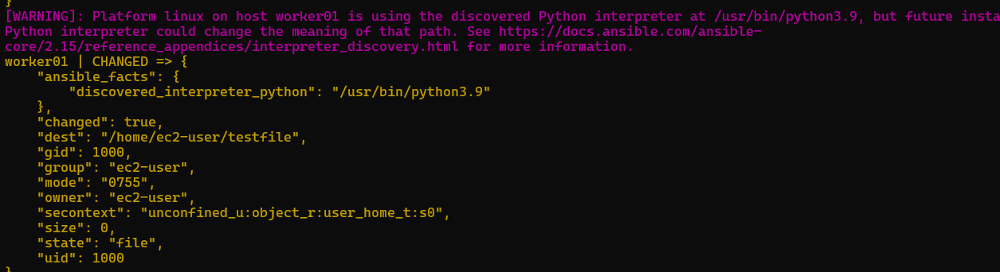 }
[WARNING]: Platform linux on host worker01 is using the discovered Python interpreter at /usr/bin/python3.9, but future insta
Python interpreter could change the meaning of that path. See https://docs.ansible.com/ansible-
core/2.15/reference_appendices/interpreter_discovery.html for more information.
worker01 | CHANGED => {
    "ansible_facts": {
        "discovered_interpreter_python": "/usr/bin/python3.9"
    },
    "changed": true,
    "dest": "/home/ec2-user/testfile",
    "gid": 1000,
    "group": "ec2-user",
    "mode": "0755",
    "owner": "ec2-user",
    "secontext": "unconfined_u:object_r:user_home_t:s0",
    "size": 0,
    "state": "file",
    "uid": 1000
}